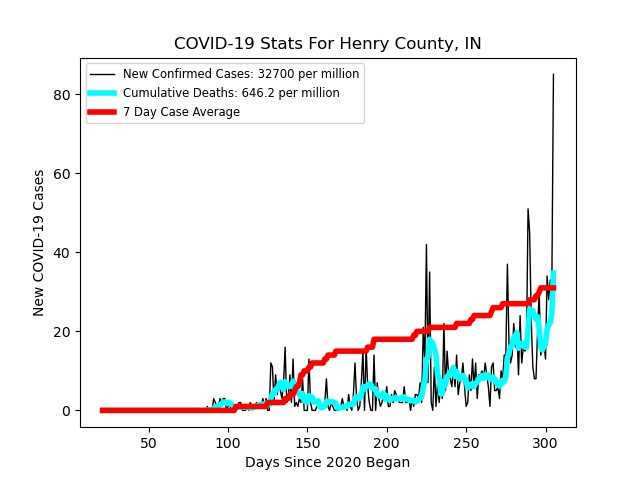 COVID-19 Stats For Henry County, IN
New Confirmed Cases: 32700 per million
Cumulative Deaths: 646.2 per million
7 Day Case Average
New COVID-19 Cases
80
60
40
20
0
50 100 150 200 250 300
Days Since 2020 Began